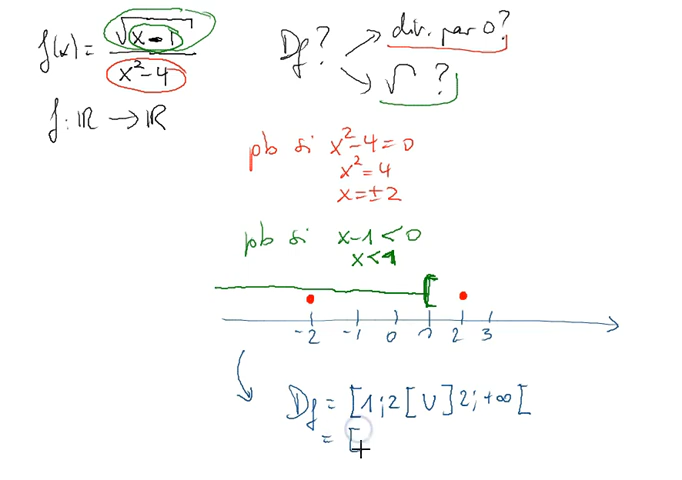 f(x) = √(x-1) / (x²-4)
Df ? → div. par 0 ?
→ √ ?
f : ℝ → ℝ
pb si x²-4=0
x²=4
x=±2
pb si x-1<0
x<1
-2 -1 0 1 2 3
Df = [1;2[ ∪ ]2;+∞[
= [